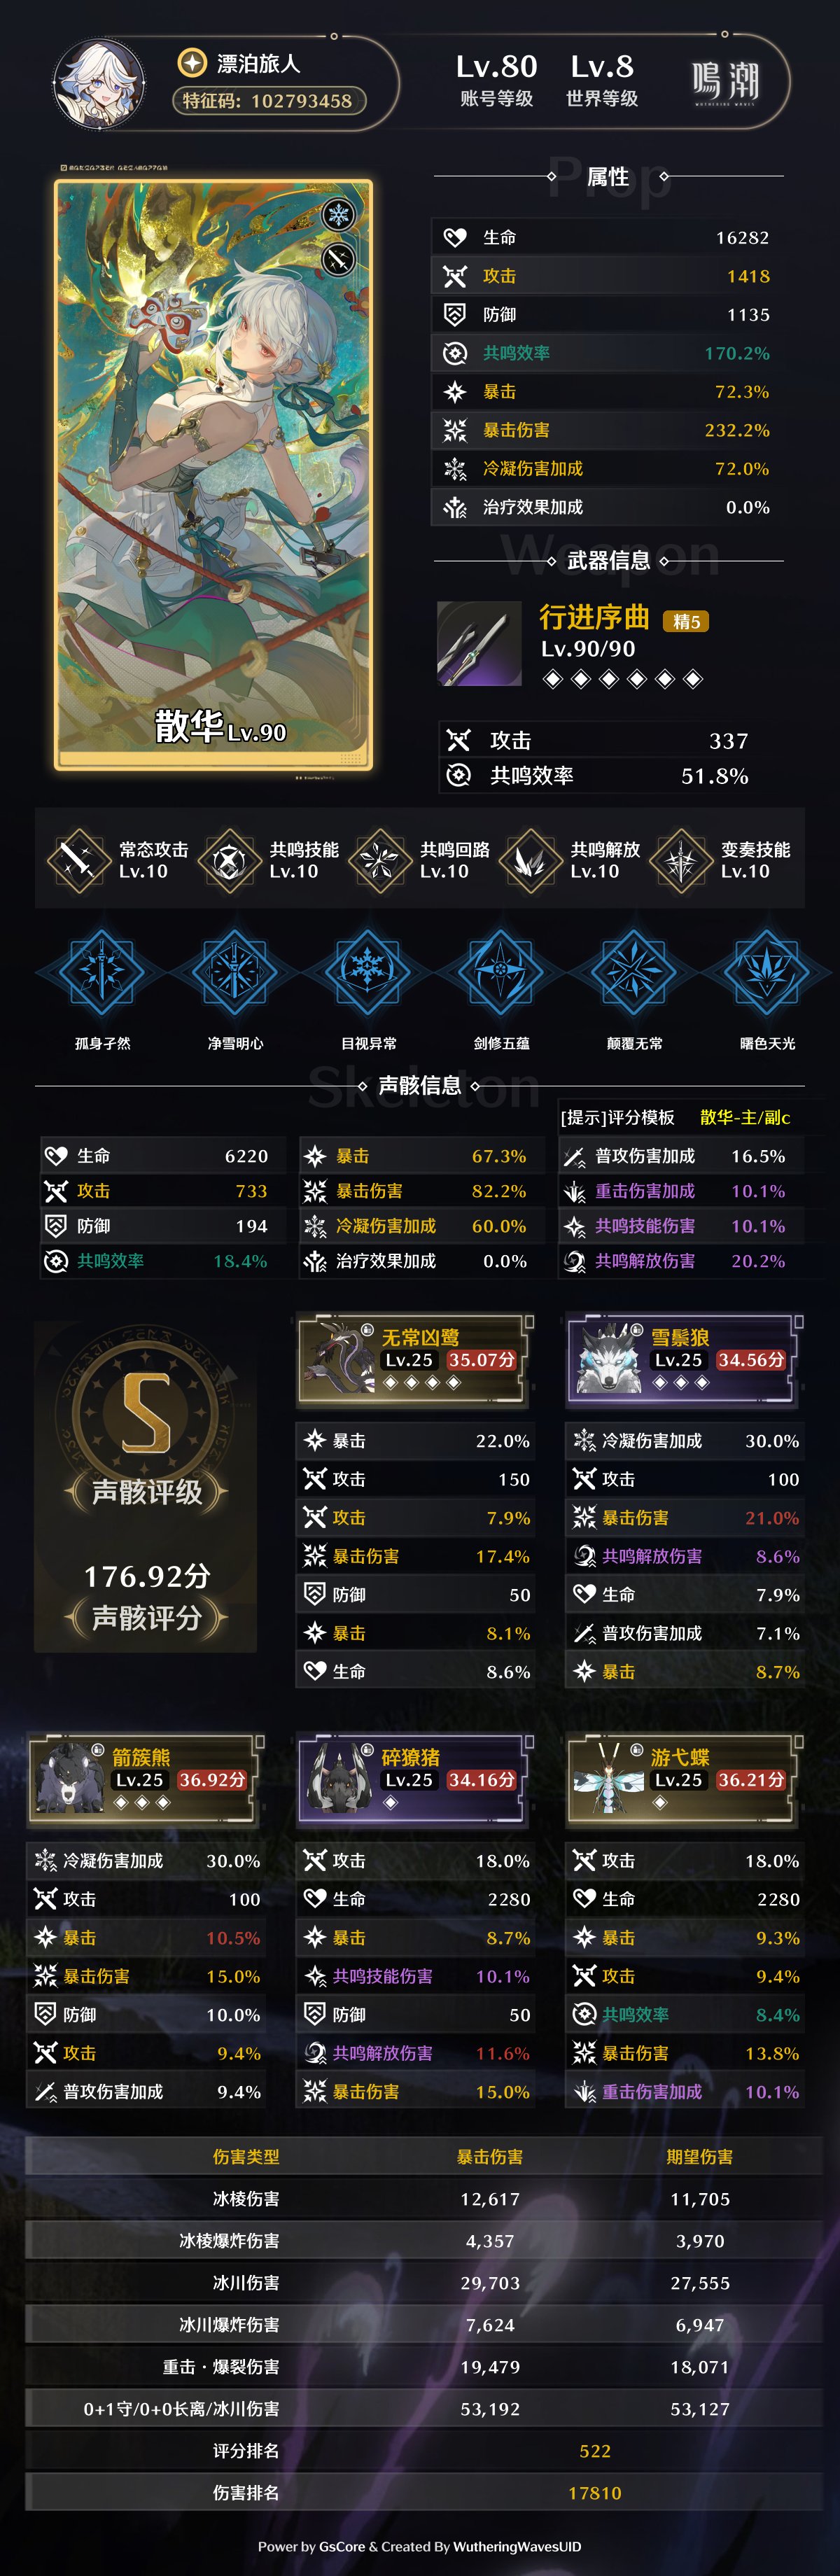 漂泊旅人
特征码: 102793458
Lv.80 Lv.8
账号等级 世界等级
鳴潮
WUTHERING WAVES
Prop
属性
生命 16282
攻击 1418
防御 1135
共鸣效率 170.2%
暴击 72.3%
暴击伤害 232.2%
冷凝伤害加成 72.0%
治疗效果加成 0.0%
Weapon
武器信息
行进序曲 精5
Lv.90/90
攻击 337
共鸣效率 51.8%
散华 Lv.90
常态攻击 共鸣技能 共鸣回路 共鸣解放 变奏技能
Lv.10 Lv.10 Lv.10 Lv.10 Lv.10
孤身孑然 净雪明心 目视异常 剑修五蕴 颠覆无常 曙色天光
Skeleton
声骸信息
[提示]评分模板 散华-主/副c
生命 6220 暴击 67.3% 普攻伤害加成 16.5%
攻击 733 暴击伤害 82.2% 重击伤害加成 10.1%
防御 194 冷凝伤害加成 60.0% 共鸣技能伤害 10.1%
共鸣效率 18.4% 治疗效果加成 0.0% 共鸣解放伤害 20.2%
S
声骸评级
176.92分
声骸评分
无常凶鹭
Lv.25 35.07分
暴击 22.0%
攻击 150
攻击 7.9%
暴击伤害 17.4%
防御 50
暴击 8.1%
生命 8.6%
雪鬃狼
Lv.25 34.56分
冷凝伤害加成 30.0%
攻击 100
暴击伤害 21.0%
共鸣解放伤害 8.6%
生命 7.9%
普攻伤害加成 7.1%
暴击 8.7%
箭簇熊
Lv.25 36.92分
冷凝伤害加成 30.0%
攻击 100
暴击 10.5%
暴击伤害 15.0%
防御 10.0%
攻击 9.4%
普攻伤害加成 9.4%
碎獠猪
Lv.25 34.16分
攻击 18.0%
生命 2280
暴击 8.7%
共鸣技能伤害 10.1%
防御 50
共鸣解放伤害 11.6%
暴击伤害 15.0%
游弋蝶
Lv.25 36.21分
攻击 18.0%
生命 2280
暴击 9.3%
攻击 9.4%
共鸣效率 8.4%
暴击伤害 13.8%
重击伤害加成 10.1%
伤害类型 暴击伤害 期望伤害
冰棱伤害 12,617 11,705
冰棱爆炸伤害 4,357 3,970
冰川伤害 29,703 27,555
冰川爆炸伤害 7,624 6,947
重击·爆裂伤害 19,479 18,071
0+1守/0+0长离/冰川伤害 53,192 53,127
评分排名 522
伤害排名 17810
Power by GsCore & Created By WutheringWavesUID